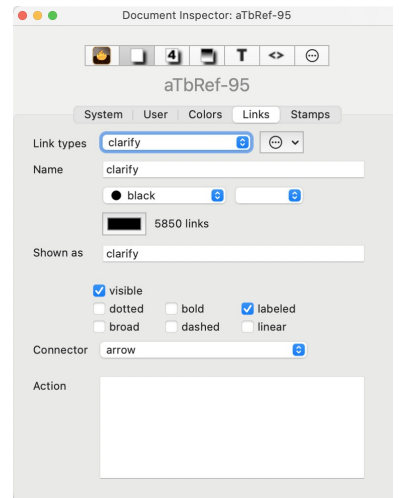 Document Inspector: aTbRef-95
4 T <>
aTbRef-95
System User Colors Links Stamps
Link types clarify
Name clarify
black
5850 links
Shown as clarify
visible
dotted bold labeled
broad dashed linear
Connector arrow
Action